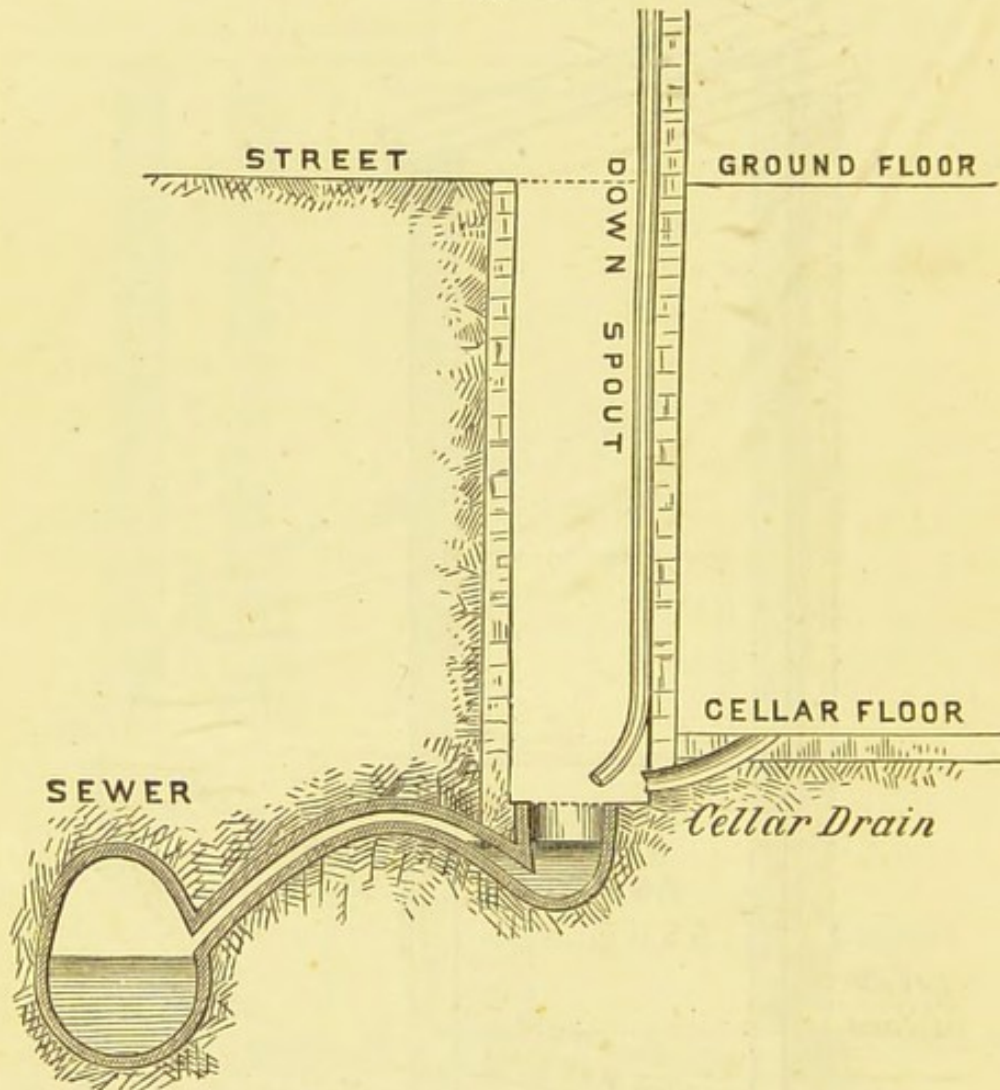 STREET
GROUND FLOOR
DOWN SPOUT
CELLAR FLOOR
SEWER
Cellar Drain